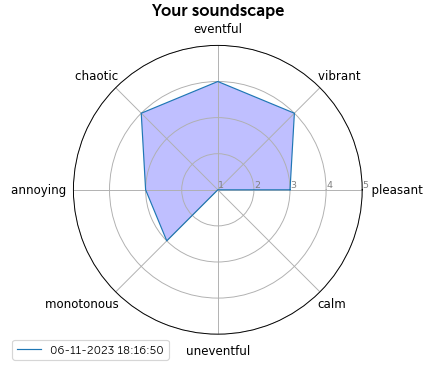 Your soundscape
eventful
chaotic
vibrant
annoying
1 2 3 4 5
pleasant
monotonous
calm
uneventful
06-11-2023 18:16:50